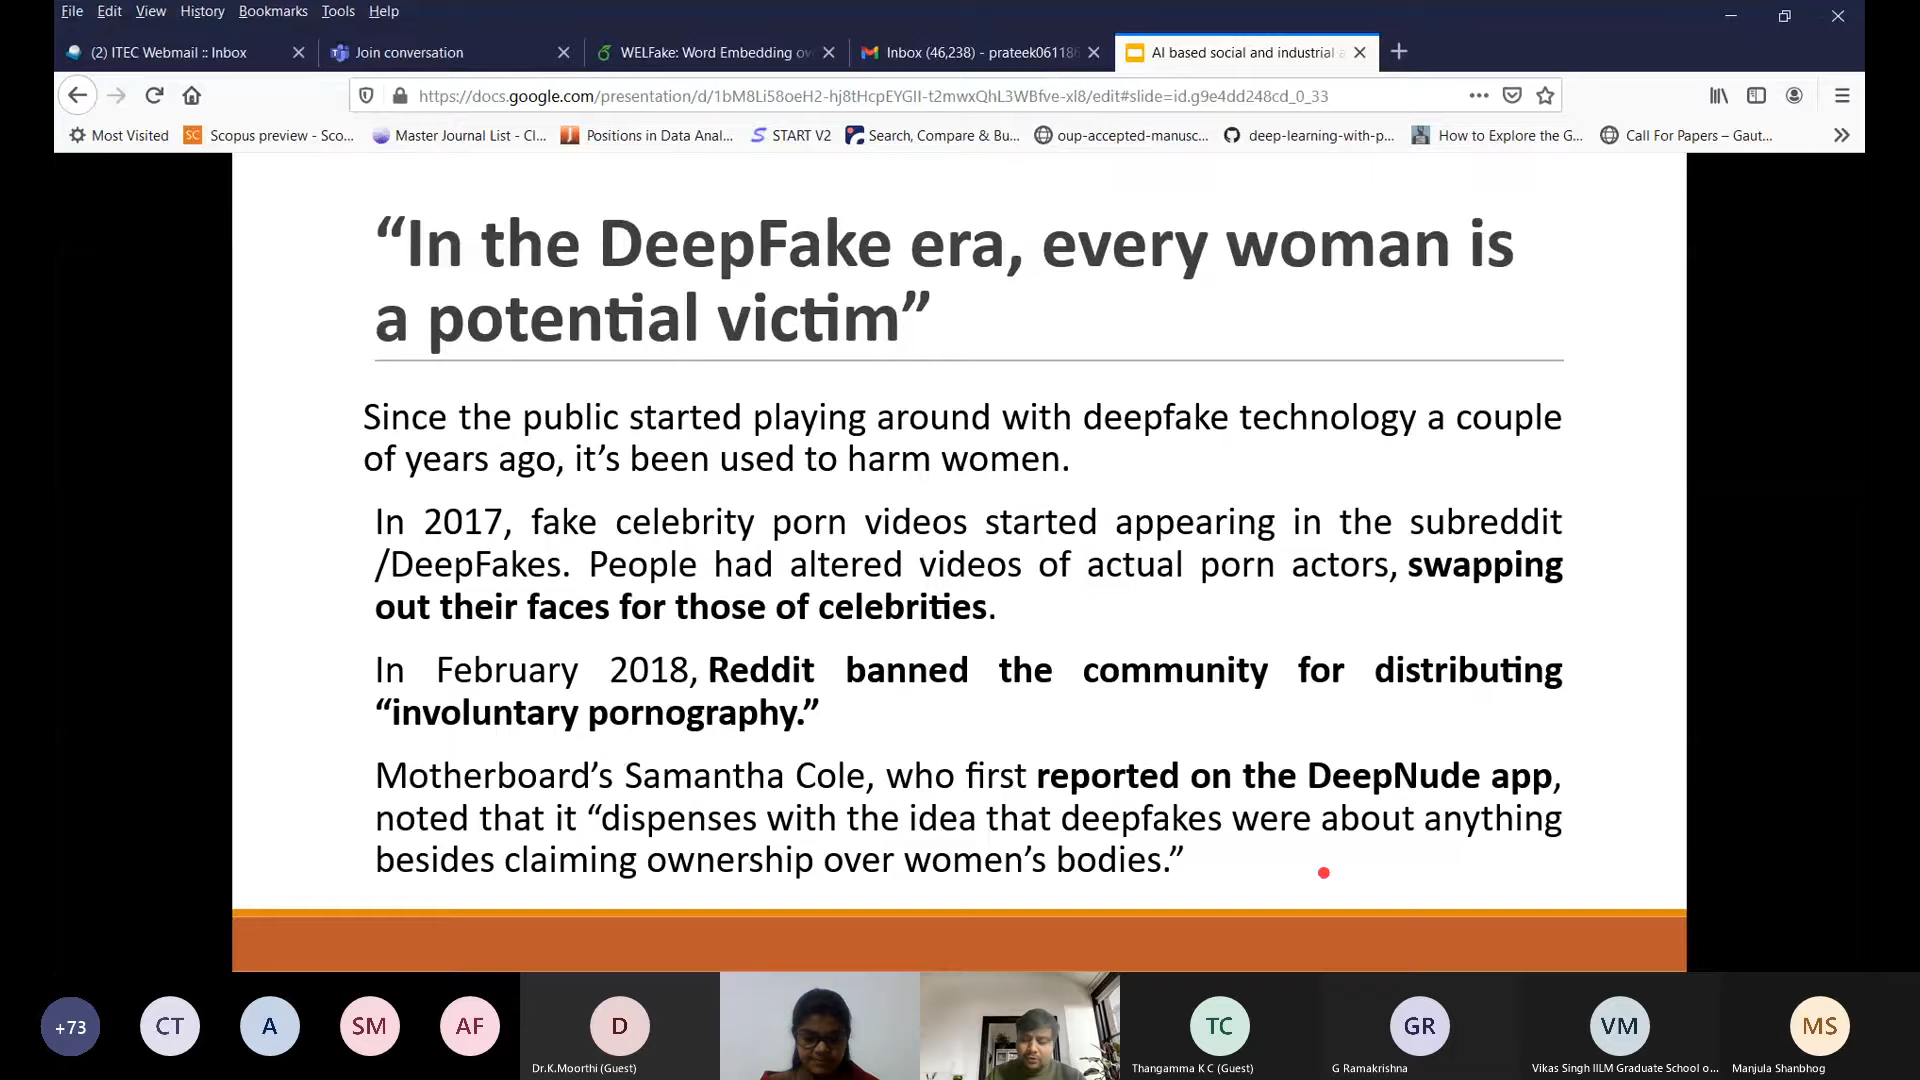 File Edit View History Bookmarks Tools Help
(2) ITEC Webmail :: Inbox
Join conversation
WELFake: Word Embedding ov
Inbox (46,238) - prateek06118
AI based social and industrial
https://docs.google.com/presentation/d/1bM8Li58oeH2-hj8tHcpEYGII-t2mwxQhL3WBfve-xl8/edit#slide=id.g9e4dd248cd_0_33
Most Visited
SC Scopus preview - Sco...
Master Journal List - Cl...
Positions in Data Anal...
START V2
Search, Compare & Bu...
oup-accepted-manusc...
deep-learning-with-p...
How to Explore the G...
Call For Papers – Gaut...
“In the DeepFake era, every woman is
a potential victim”
Since the public started playing around with deepfake technology a couple
of years ago, it’s been used to harm women.
In 2017, fake celebrity porn videos started appearing in the subreddit
/DeepFakes. People had altered videos of actual porn actors, swapping
out their faces for those of celebrities.
In February 2018, Reddit banned the community for distributing
“involuntary pornography.”
Motherboard’s Samantha Cole, who first reported on the DeepNude app,
noted that it “dispenses with the idea that deepfakes were about anything
besides claiming ownership over women’s bodies.”
+73
CT
A
SM
AF
D
TC
GR
VM
MS
Dr.K.Moorthi (Guest)
Thangamma K C (Guest)
G Ramakrishna
Vikas Singh IILM Graduate School o...
Manjula Shanbhog